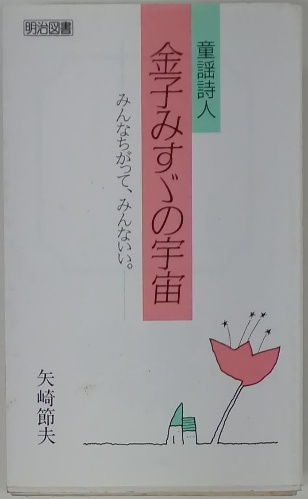 明治図書
童謡詩人
金子みすゞの宇宙
―みんなちがって、みんないい。―
矢崎節夫